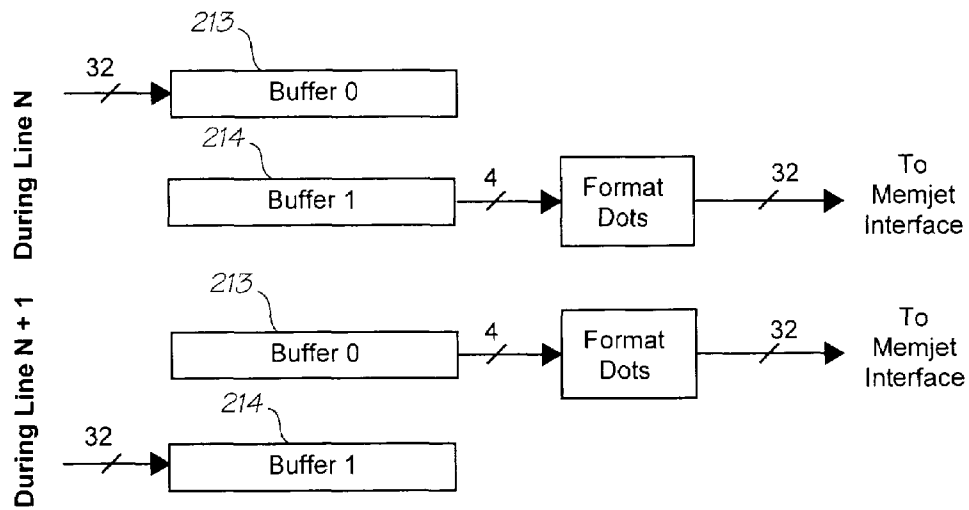 During Line N
213
32
Buffer 0
214
Buffer 1
4
Format
Dots
32
To
Memjet
Interface
During Line N + 1
213
Buffer 0
4
Format
Dots
32
To
Memjet
Interface
214
32
Buffer 1